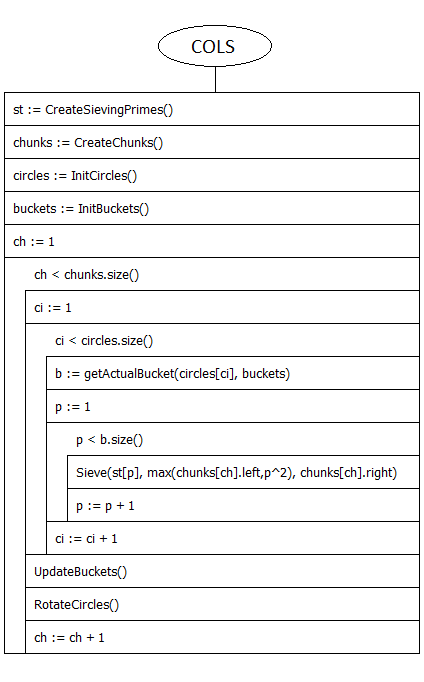 COLS
st := CreateSievingPrimes()
chunks := CreateChunks()
circles := InitCircles()
buckets := InitBuckets()
ch := 1
ch < chunks.size()
ci := 1
ci < circles.size()
b := getActualBucket(circles[ci], buckets)
p := 1
p < b.size()
Sieve(st[p], max(chunks[ch].left,p^2), chunks[ch].right)
p := p + 1
ci := ci + 1
UpdateBuckets()
RotateCircles()
ch := ch + 1